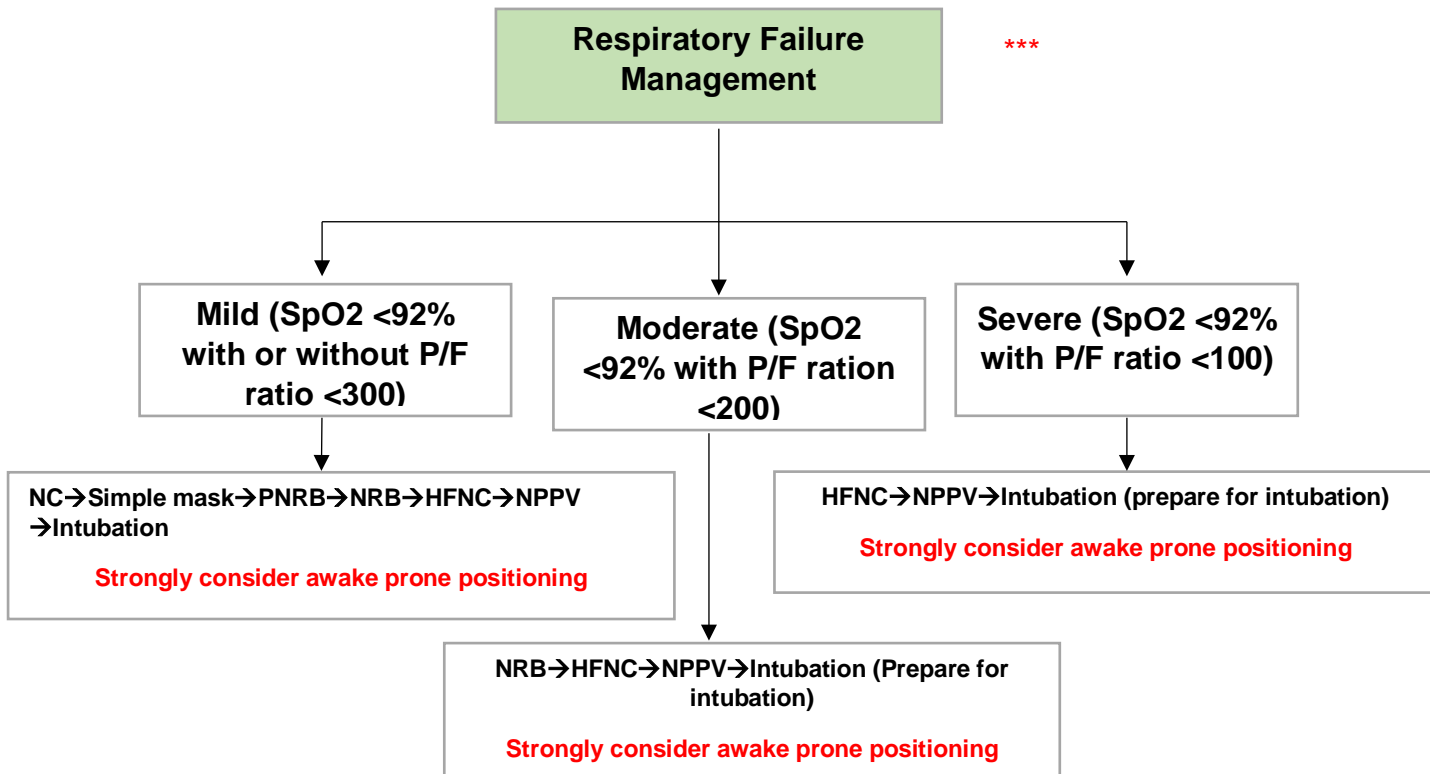 Respiratory Failure
Management
***
Mild (SpO2 <92%
with or without P/F
ratio <300)
Moderate (SpO2
<92% with P/F ration
<200)
Severe (SpO2 <92%
with P/F ratio <100)
NC→Simple mask→PNRB→NRB→HFNC→NPPV
→Intubation
Strongly consider awake prone positioning
HFNC→NPPV→Intubation (prepare for intubation)
Strongly consider awake prone positioning
NRB→HFNC→NPPV→Intubation (Prepare for
intubation)
Strongly consider awake prone positioning